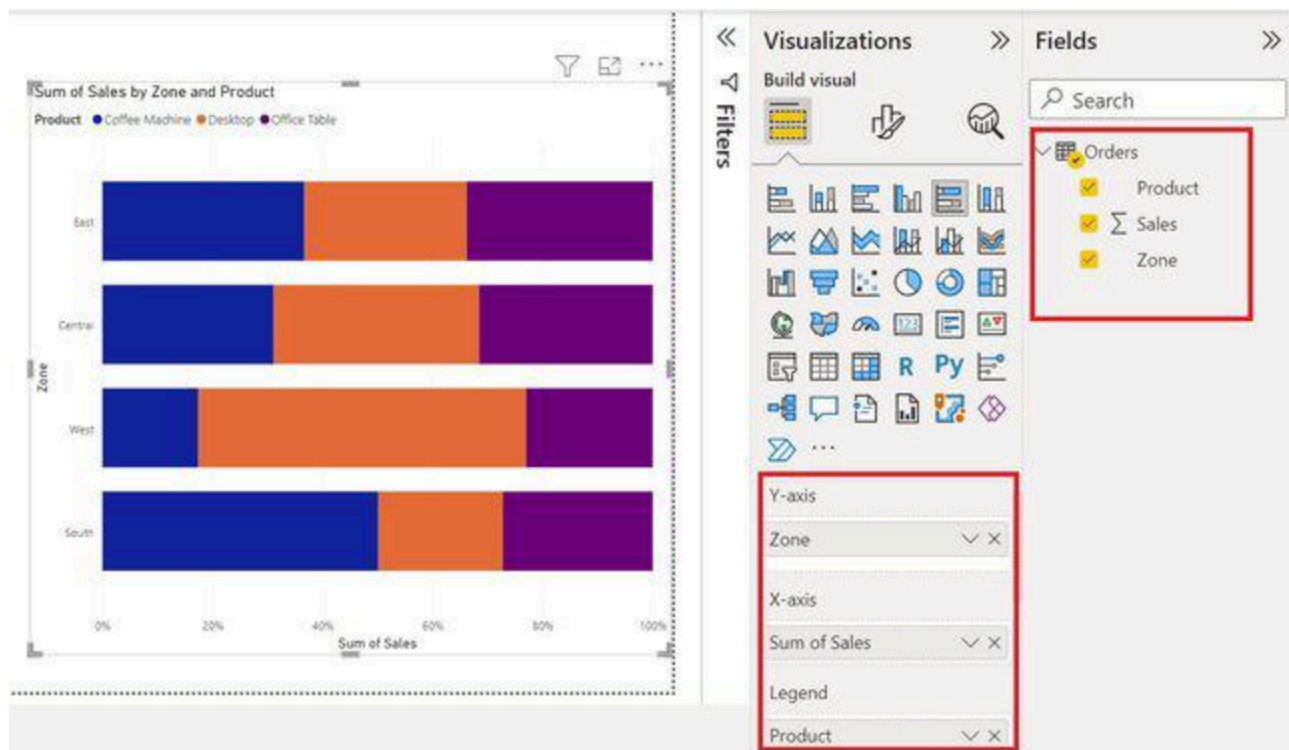 Sum of Sales by Zone and Product
Product Coffee Machine Desktop Office Table
East
Central
West
South
Zone
0% 20% 40% 60% 80% 100%
Sum of Sales
Filters
Visualizations
Build visual
123
R Py
...
Y-axis
Zone
X-axis
Sum of Sales
Legend
Product
Fields
Search
Orders
Product
Σ Sales
Zone